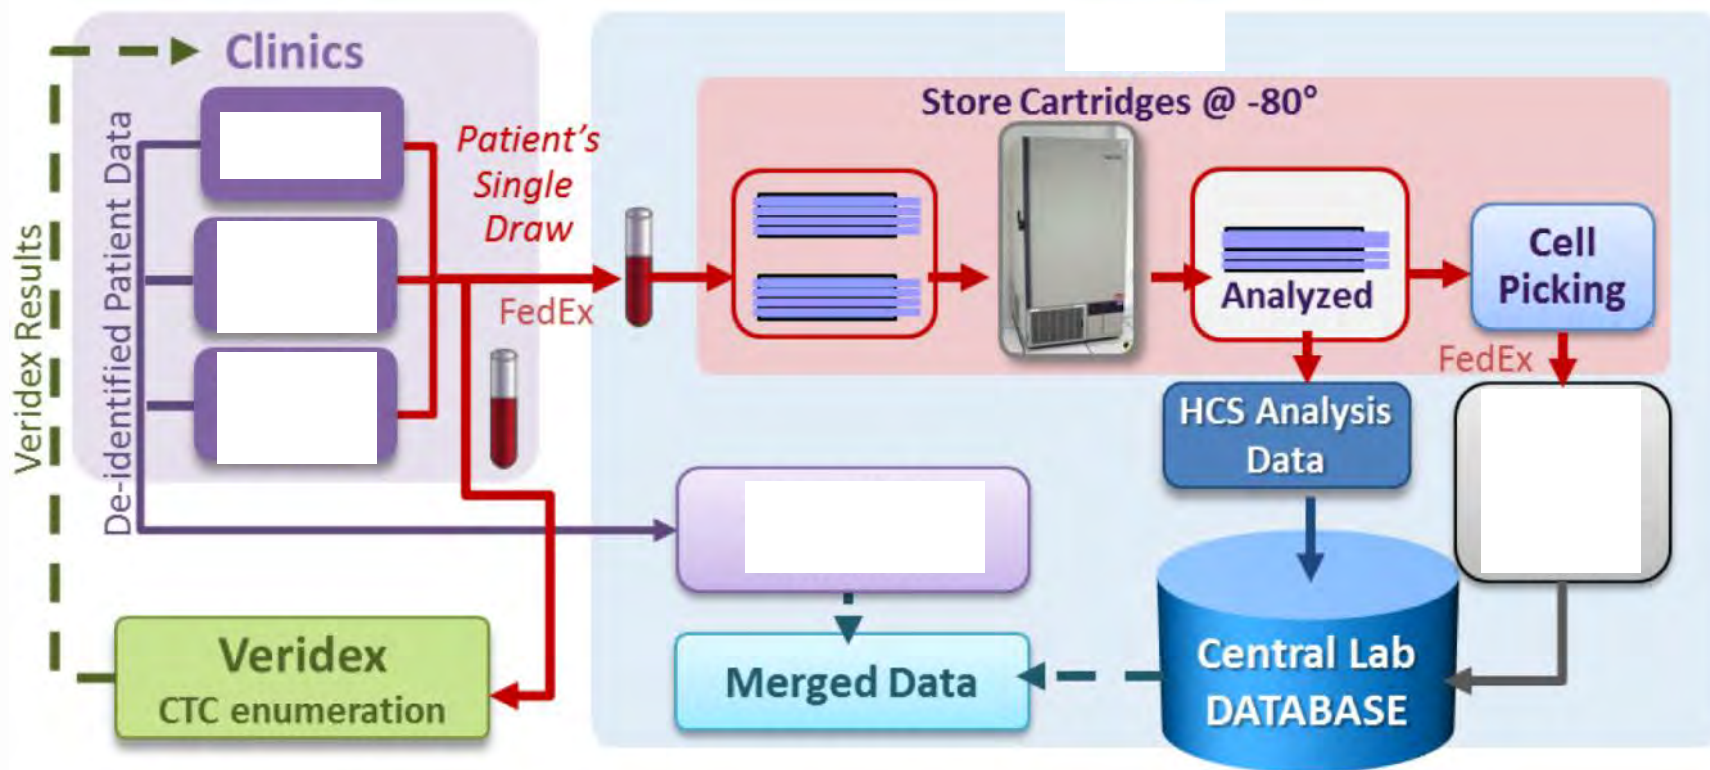 Clinics
Veridex Results
De-identified Patient Data
Patient's
Single
Draw
FedEx
Store Cartridges @ -80°
Analyzed
Cell
Picking
FedEx
HCS Analysis
Data
Veridex
CTC enumeration
Merged Data
Central Lab
DATABASE